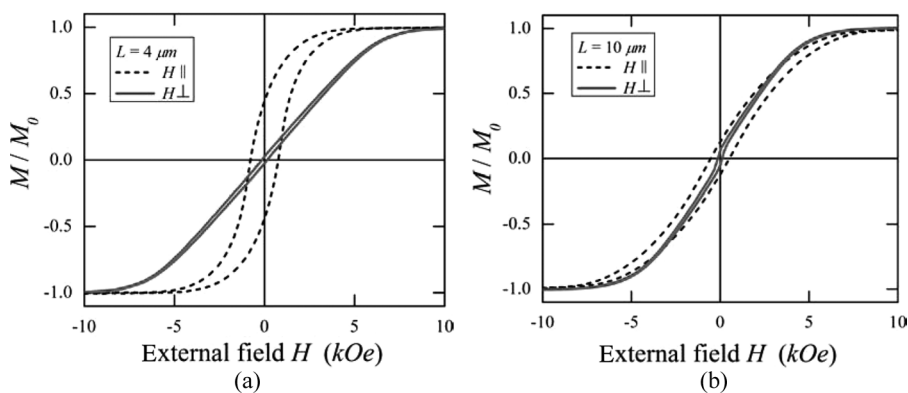 1.0
0.5
0.0
-0.5
-1.0
M / M0
L = 4 μm
H ∥
H ⊥
-10 -5 0 5 10
External field H (kOe)
(a)
1.0
0.5
0.0
-0.5
-1.0
M / M0
L = 10 μm
H ∥
H ⊥
-10 -5 0 5 10
External field H (kOe)
(b)